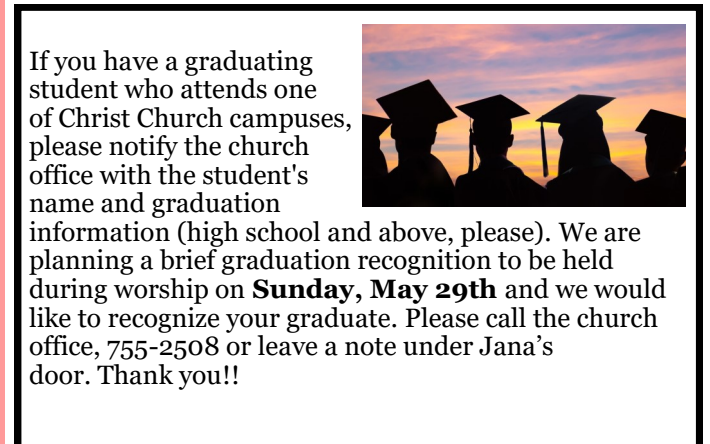 If you have a graduating
student who attends one
of Christ Church campuses,
please notify the church
office with the student's
name and graduation
information (high school and above, please). We are
planning a brief graduation recognition to be held
during worship on Sunday, May 29th and we would
like to recognize your graduate. Please call the church
office, 755-2508 or leave a note under Jana’s
door. Thank you!!